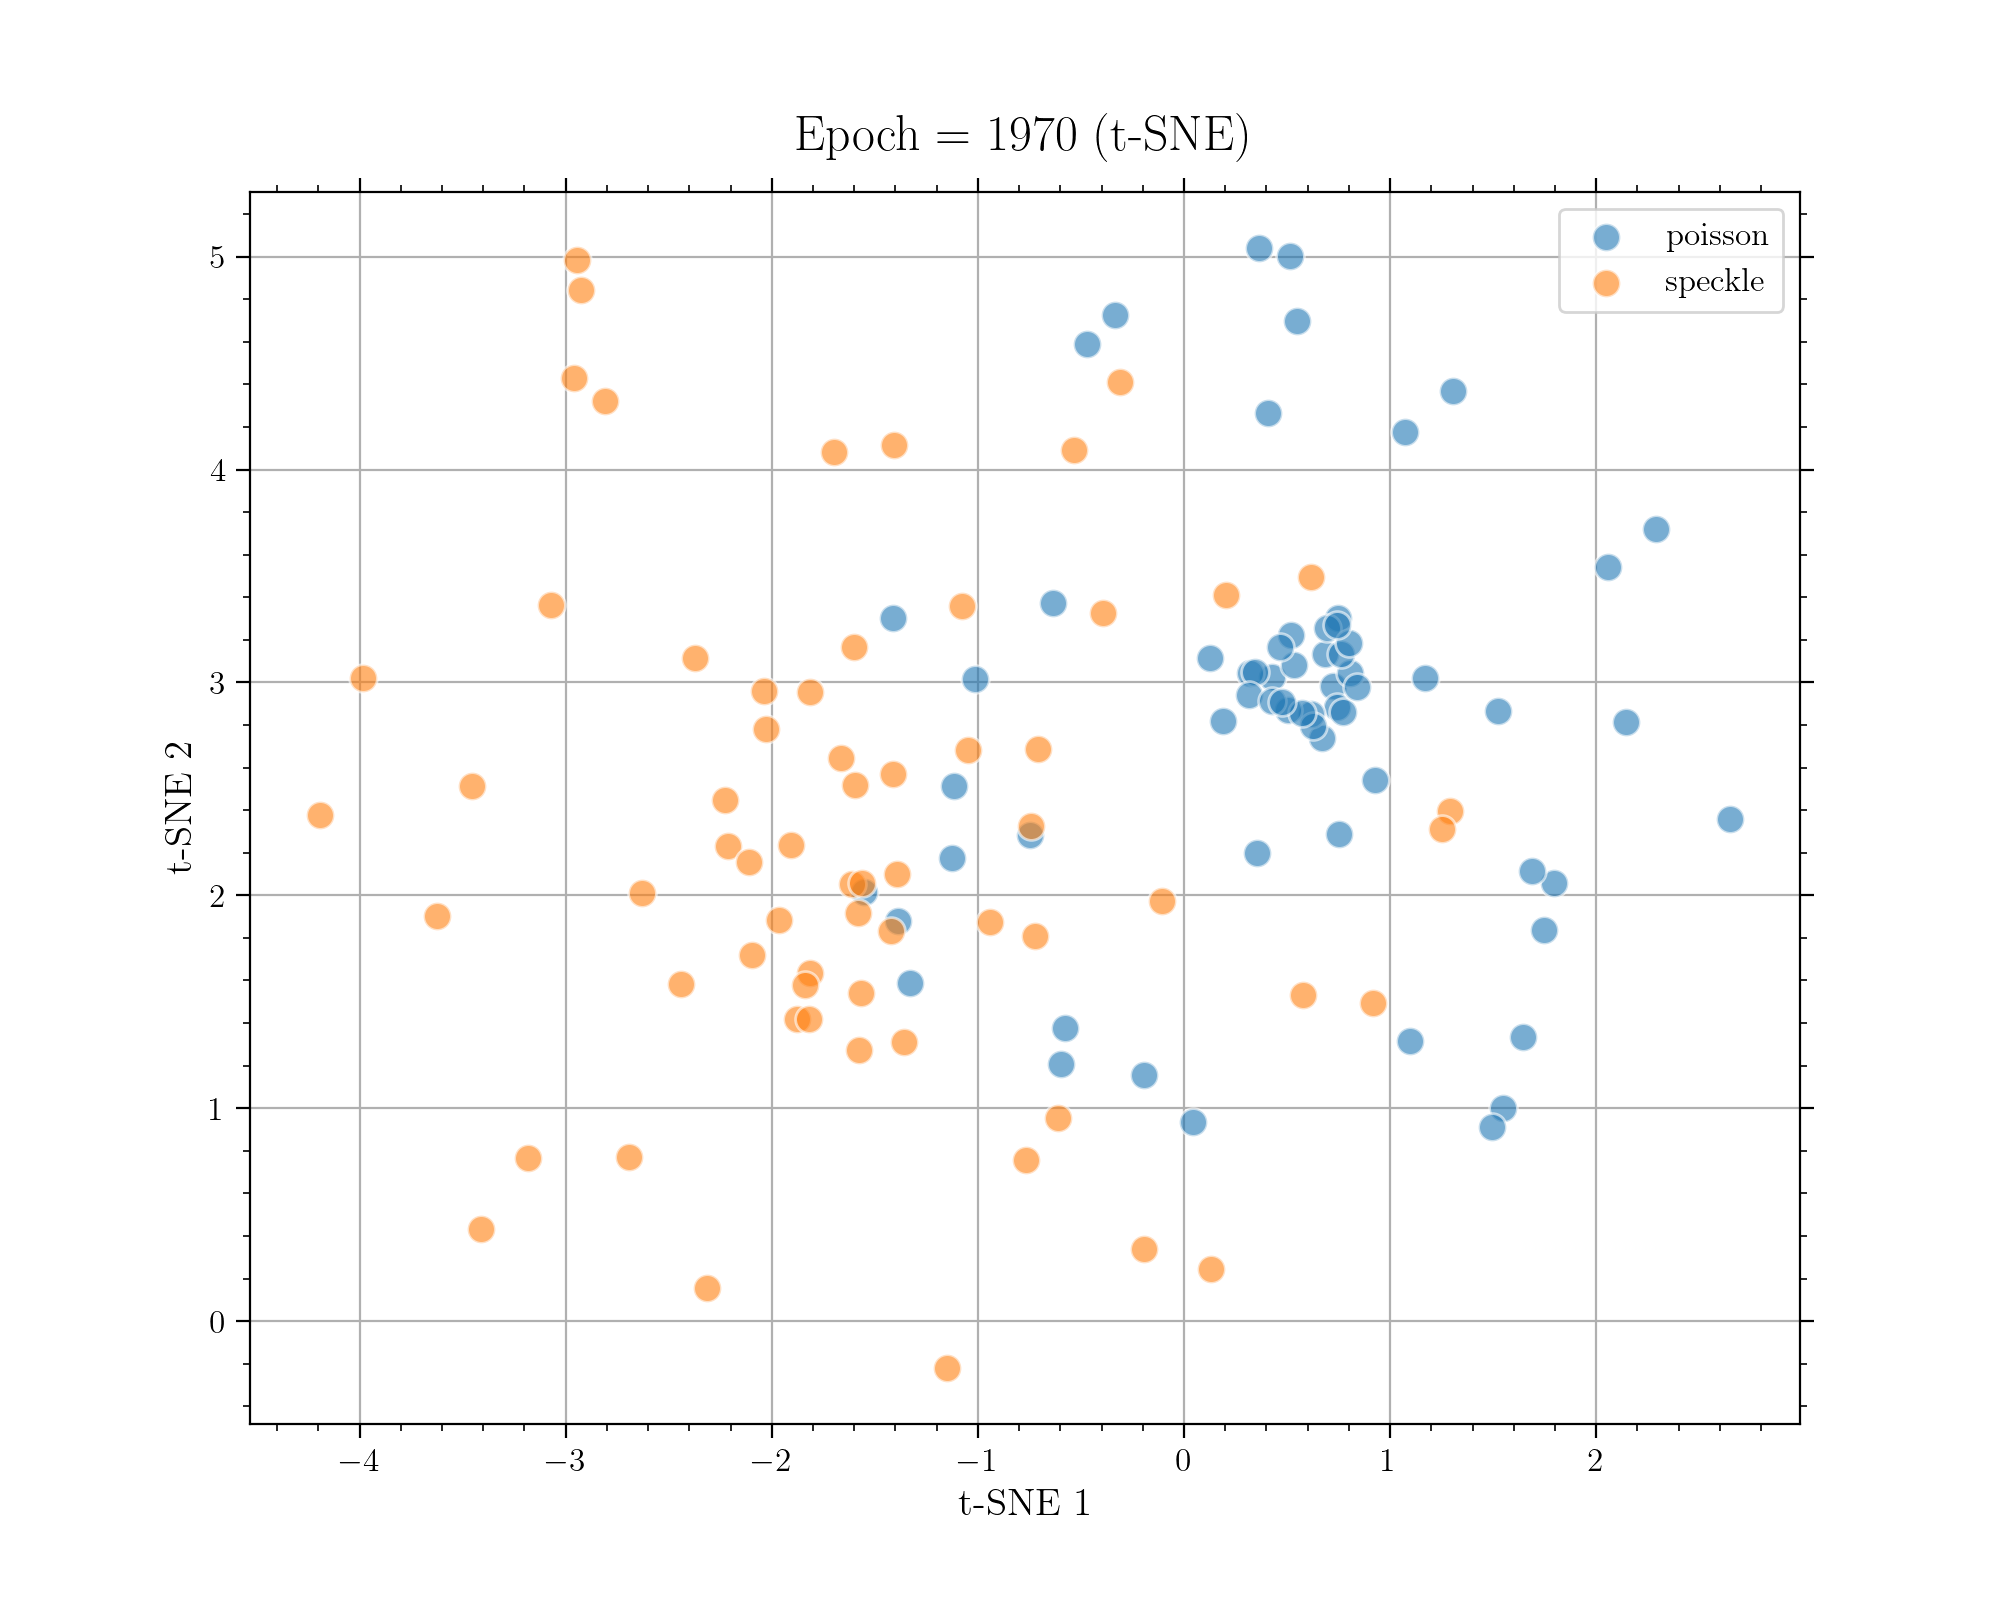 Epoch = 1970 (t-SNE)
poisson
speckle
5
4
3
2
1
0
t-SNE 2
−4 −3 −2 −1 0 1 2
t-SNE 1